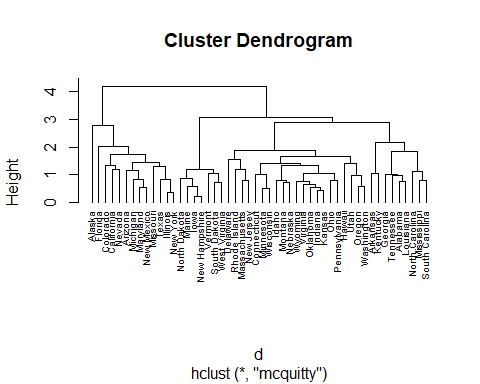 Cluster Dendrogram
Height
4
3
2
1
0
Alaska
Florida
Colorado
California
Nevada
Arizona
Michigan
Maryland
New Mexico
Missouri
Texas
Illinois
New York
North Dakota
Maine
Iowa
New Hampshire
Vermont
South Dakota
West Virginia
Delaware
Rhode Island
Massachusetts
New Jersey
Connecticut
Minnesota
Wisconsin
Idaho
Montana
Nebraska
Wyoming
Virginia
Oklahoma
Indiana
Kansas
Ohio
Pennsylvania
Hawaii
Utah
Oregon
Washington
Arkansas
Kentucky
Georgia
Tennessee
Alabama
Louisiana
North Carolina
Mississippi
South Carolina
d
hclust (*, "mcquitty")